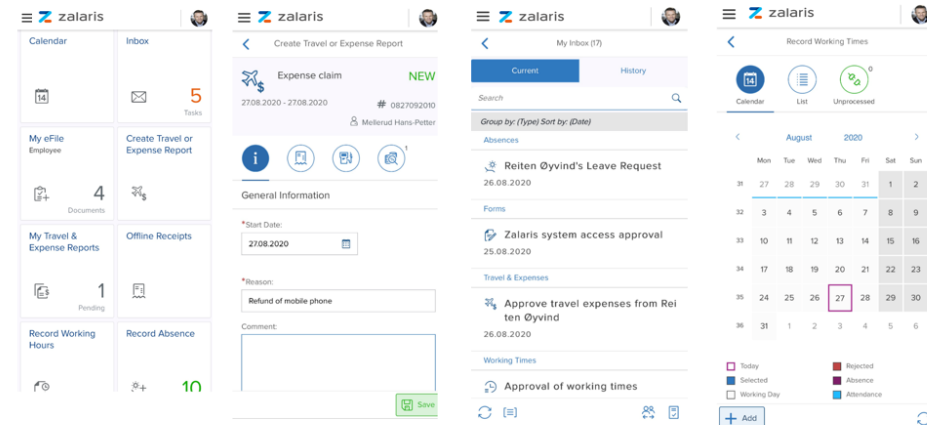 zalaris
Calendar
Inbox
14
5
Tasks
My eFile
Employee
Create Travel or
Expense Report
4
Documents
My Travel &
Expense Reports
Offline Receipts
1
Pending
Record Working
Hours
Record Absence
10
zalaris
Create Travel or Expense Report
Expense claim
NEW
27.08.2020 - 27.08.2020
# 0827092010
Mellerud Hans-Petter
i
1
General Information
*Start Date:
27.08.2020
*Reason:
Refund of mobile phone
Comment:
Save
zalaris
My Inbox (17)
Current
History
Search
Group by: (Type) Sort by: (Date)
Absences
Reiten Øyvind's Leave Request
26.08.2020
Forms
Zalaris system access approval
25.08.2020
Travel & Expenses
Approve travel expenses from Rei
ten Øyvind
26.08.2020
Working Times
Approval of working times
zalaris
Record Working Times
14
0
Calendar List Unprocessed
August 2020
Mon Tue Wed Thu Fri Sat Sun
31 27 28 29 30 31 1 2
32 3 4 5 6 7 8 9
33 10 11 12 13 14 15 16
34 17 18 19 20 21 22 23
35 24 25 26 27 28 29 30
36 31 1 2 3 4 5 6
Today
Rejected
Selected
Absence
Working Day
Attendance
+ Add